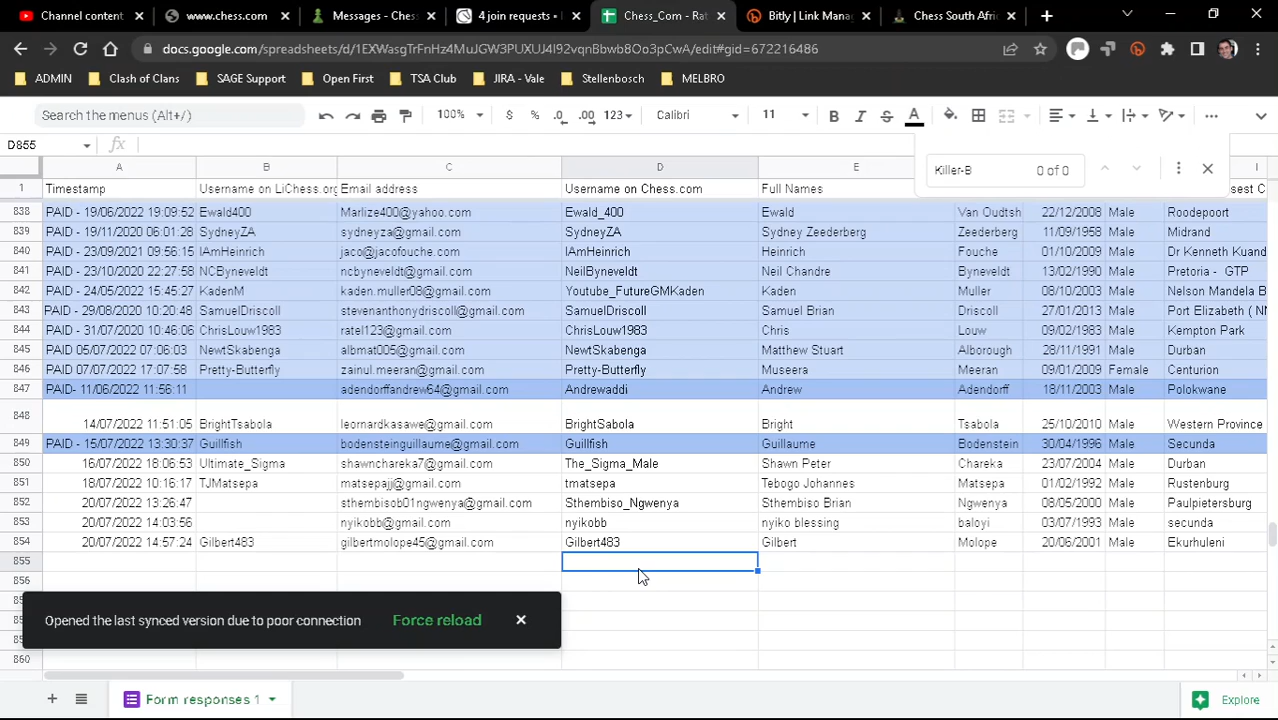 Channel content www.chess.com Messages - Chess 4 join requests • Chess_Com - Rat Bitly | Link Mana Chess South Afri
docs.google.com/spreadsheets/d/1EXWasgTrFnHz4MuJGW3PUXUJ4I92vqnBbwb8Oo3pCwA/edit#gid=672216486
ADMIN Clash of Clans SAGE Support Open First TSA Club JIRA - Vale Stellenbosch MELBRO
Search the menus (Alt+/) 100% $ % .0 .00 123 Calibri 11 B I S A
D855 fx
Killer-B 0 of 0
A B C D E I
1 Timestamp Username on LiChess.org Email address Username on Chess.com Full Names sest C
838 PAID - 19/06/2022 19:09:52 Ewald400 Marlize400@yahoo.com Ewald_400 Ewald Van Oudtsh 22/12/2008 Male Roodepoort
839 PAID - 19/11/2020 06:01:28 SydneyZA sydneyza@gmail.com SydneyZA Sydney Zeederberg Zeederberg 11/09/1958 Male Midrand
840 PAID - 23/09/2021 09:56:15 IAmHeinrich jaco@jacofouche.com IAmHeinrich Heinrich Fouche 01/10/2009 Male Dr Kenneth Kuand
841 PAID - 23/10/2020 22:27:58 NCByneveldt ncbyneveldt@gmail.com NeilByneveldt Neil Chandre Byneveldt 13/02/1990 Male Pretoria - GTP
842 PAID - 24/05/2022 15:45:27 KadenM kaden.muller08@gmail.com Youtube_FutureGMKaden Kaden Muller 08/10/2003 Male Nelson Mandela B
843 PAID - 29/08/2020 10:20:48 SamuelDriscoll stevenanthonydriscoll@gmail.com SamuelDriscoll Samuel Brian Driscoll 27/01/2013 Male Port Elizabeth ( NN
844 PAID - 31/07/2020 10:46:06 ChrisLouw1983 ratel123@gmail.com ChrisLouw1983 Chris Louw 09/02/1983 Male Kempton Park
845 PAID 05/07/2022 07:06:03 NewtSkabenga albmat005@gmail.com NewtSkabenga Matthew Stuart Alborough 28/11/1991 Male Durban
846 PAID 07/07/2022 17:07:58 Pretty-Butterfly zainul.meeran@gmail.com Pretty-Butterfly Museera Meeran 09/01/2009 Female Centurion
847 PAID- 11/06/2022 11:56:11 adendorffandrew64@gmail.com Andrewaddi Andrew Adendorff 18/11/2003 Male Polokwane
848 14/07/2022 11:51:05 BrightTsabola leonardkasawe@gmail.com BrightSabola Bright Tsabola 25/10/2010 Male Western Province
849 PAID - 15/07/2022 13:30:37 Guillfish bodensteinguillaume@gmail.com Guillfish Guillaume Bodenstein 30/04/1996 Male Secunda
850 16/07/2022 18:06:53 Ultimate_Sigma shawnchareka7@gmail.com The_Sigma_Male Shawn Peter Chareka 23/07/2004 Male Durban
851 18/07/2022 10:16:17 TJMatsepa matsepajj@gmail.com tmatsepa Tebogo Johannes Matsepa 01/02/1992 Male Rustenburg
852 20/07/2022 13:26:47 sthembisob01ngwenya@gmail.com Sthembiso_Ngwenya Sthembiso Brian Ngwenya 08/05/2000 Male Paulpietersburg
853 20/07/2022 14:03:56 nyikobb@gmail.com nyikobb nyiko blessing baloyi 03/07/1993 Male secunda
854 20/07/2022 14:57:24 Gilbert483 gilbertmolope45@gmail.com Gilbert483 Gilbert Molope 20/06/2001 Male Ekurhuleni
855
856
Opened the last synced version due to poor connection Force reload
860
Form responses 1 Explore